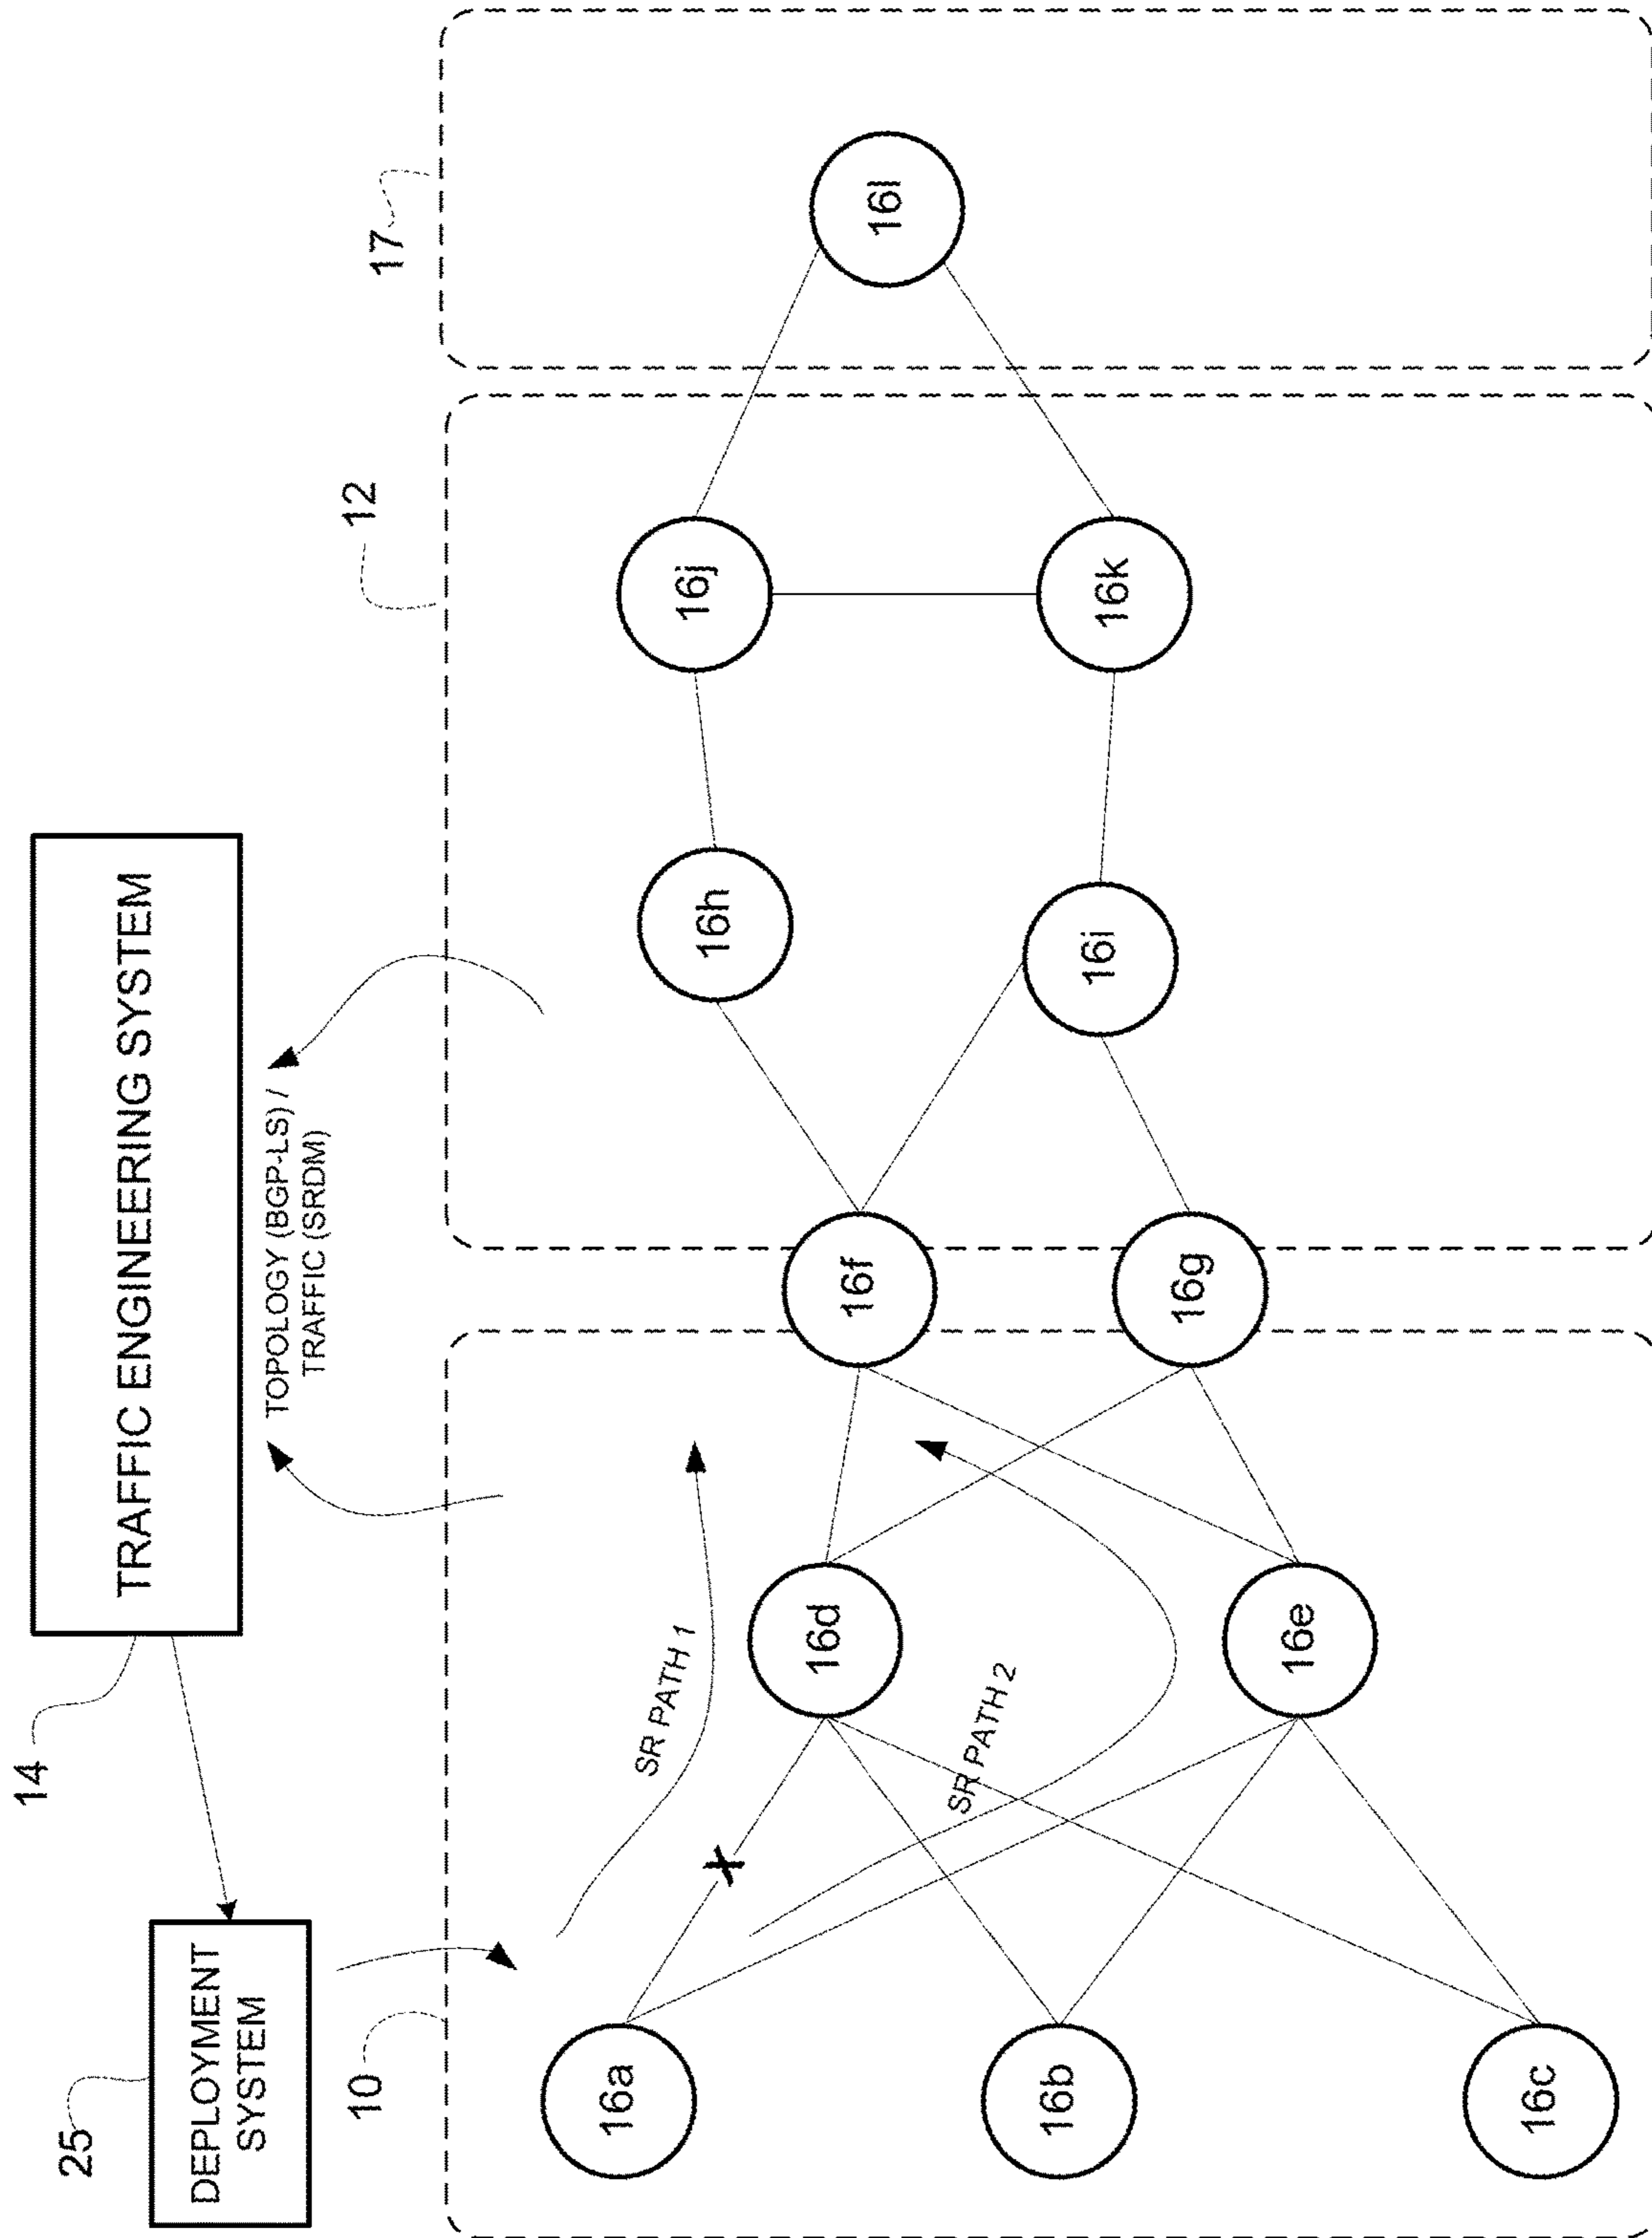 TRAFFIC ENGINEERING SYSTEM
14
25
DEPLOYMENT
SYSTEM
TOPOLOGY (BGP-LS) /
TRAFFIC (SRDM)
10
12
17
SR PATH 1
SR PATH 2
16a
16b
16c
16d
16e
16f
16g
16h
16i
16j
16k
16l